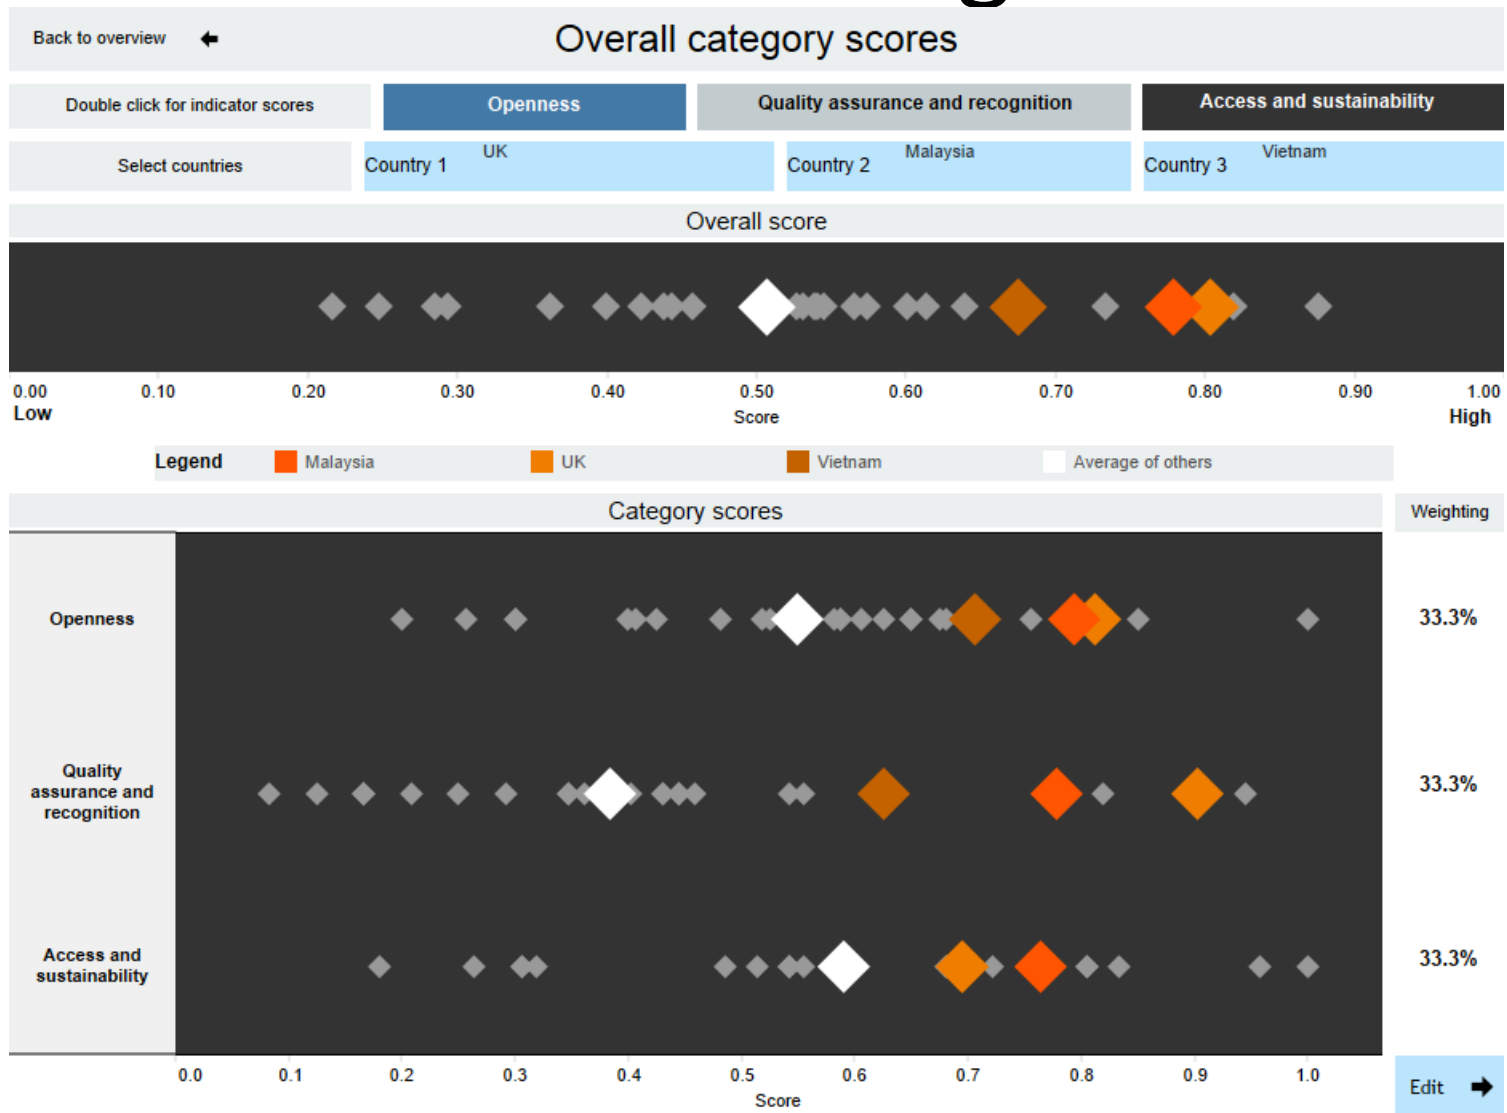 Back to overview
Overall category scores
Double click for indicator scores
Openness
Quality assurance and recognition
Access and sustainability
Select countries
Country 1
UK
Country 2
Malaysia
Country 3
Vietnam
Overall score
0.00 0.10 0.20 0.30 0.40 0.50 0.60 0.70 0.80 0.90 1.00
Low
Score
High
Legend
Malaysia
UK
Vietnam
Average of others
Category scores
Weighting
Openness
33.3%
Quality
assurance and
recognition
33.3%
Access and
sustainability
33.3%
0.0 0.1 0.2 0.3 0.4 0.5 0.6 0.7 0.8 0.9 1.0
Score
Edit